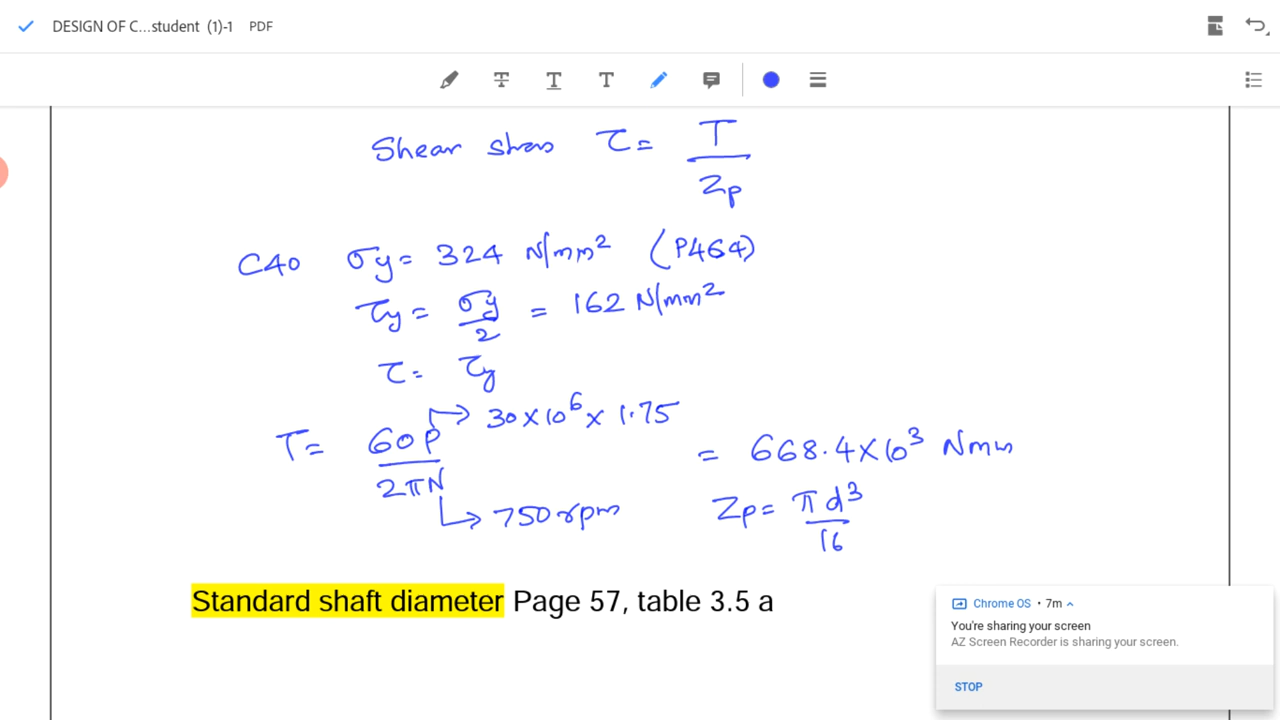 DESIGN OF C...student (1)-1 PDF
Shear stress τ = T / Zp
C40 σy = 324 N/mm² (P464)
τy = σy / 2 = 162 N/mm²
τ = τy
→ 30×10⁶ × 1.75
T = 60P / 2πN = 668.4×10³ Nmm
→ 750 rpm Zp = πd³ / 16
Standard shaft diameter Page 57, table 3.5 a
Chrome OS • 7m
You're sharing your screen
AZ Screen Recorder is sharing your screen.
STOP